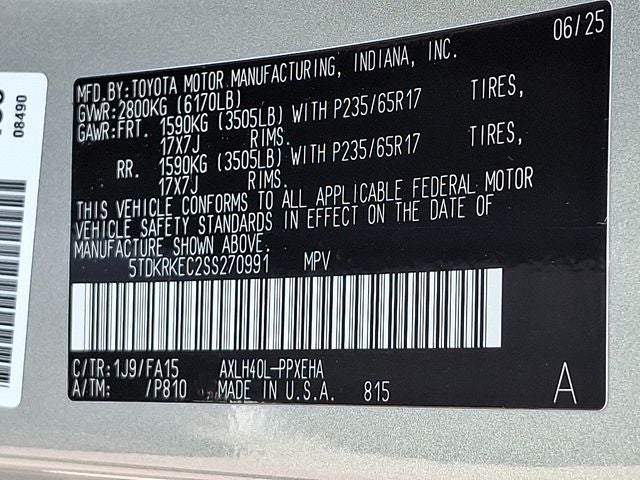 06/25
MFD.BY:TOYOTA MOTOR MANUFACTURING, INDIANA, INC.
GVWR:2800KG (6170LB)
GAWR:FRT. 1590KG (3505LB) WITH P235/65R17 TIRES,
17X7J RIMS.
RR. 1590KG (3505LB) WITH P235/65R17 TIRES,
17X7J RIMS.
THIS VEHICLE CONFORMS TO ALL APPLICABLE FEDERAL MOTOR
VEHICLE SAFETY STANDARDS IN EFFECT ON THE DATE OF
MANUFACTURE SHOWN ABOVE.
5TDKRKEC2SS270991 MPV
C/TR:1J9/FA15 AXLH40L-PPXEHA
A/TM: /P810 MADE IN U.S.A. 815
A
08490